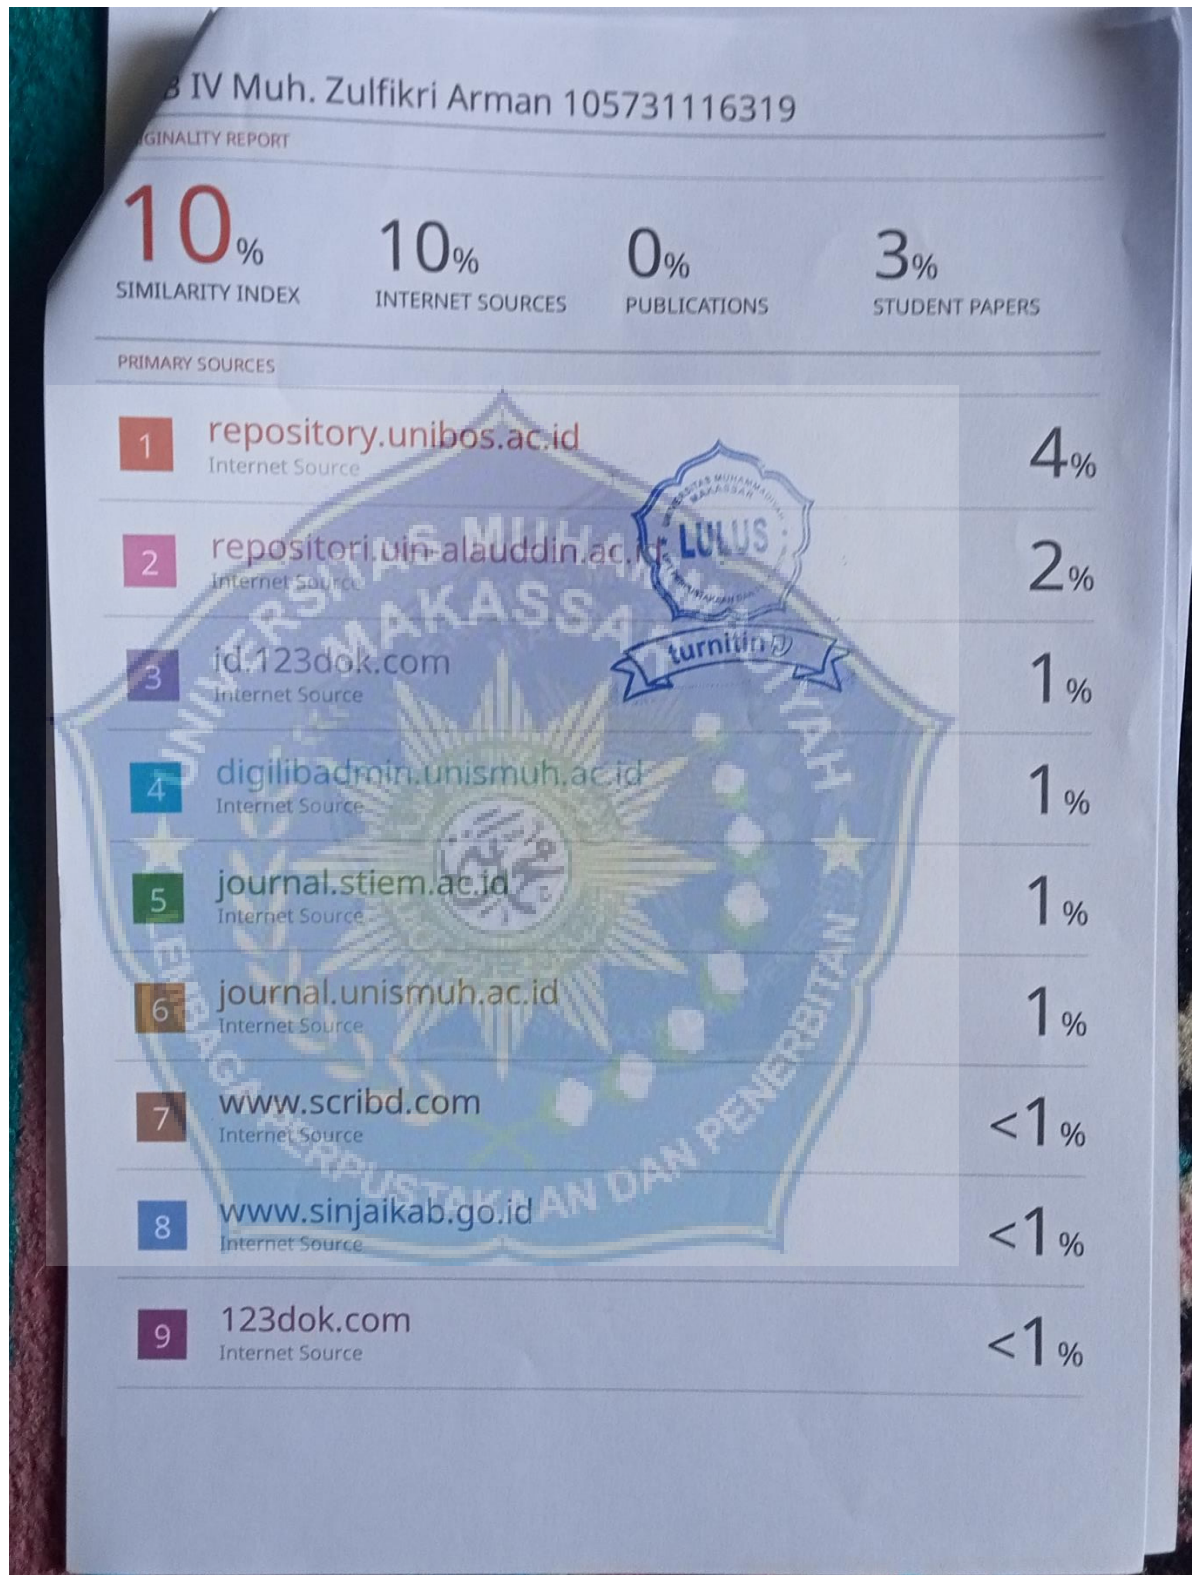 B IV Muh. Zulfikri Arman 105731116319
GINALITY REPORT
10%
SIMILARITY INDEX
10%
INTERNET SOURCES
0%
PUBLICATIONS
3%
STUDENT PAPERS
PRIMARY SOURCES
1 repository.unibos.ac.id
Internet Source
4%
2 repositori.uin-alauddin.ac.id
Internet Source
2%
3 id.123dok.com
Internet Source
1%
4 digilibadmin.unismuh.ac.id
Internet Source
1%
5 journal.stiem.ac.id
Internet Source
1%
6 journal.unismuh.ac.id
Internet Source
1%
7 www.scribd.com
Internet Source
<1%
8 www.sinjaikab.go.id
Internet Source
<1%
9 123dok.com
Internet Source
<1%
UNIVERSITAS MUHAMMADIYAH
MAKASSAR
LEMBAGA PERPUSTAKAAN DAN PENERBITAN
UNIVERSITAS MUHAMMADIYAH
MAKASSAR
LULUS
turnitin